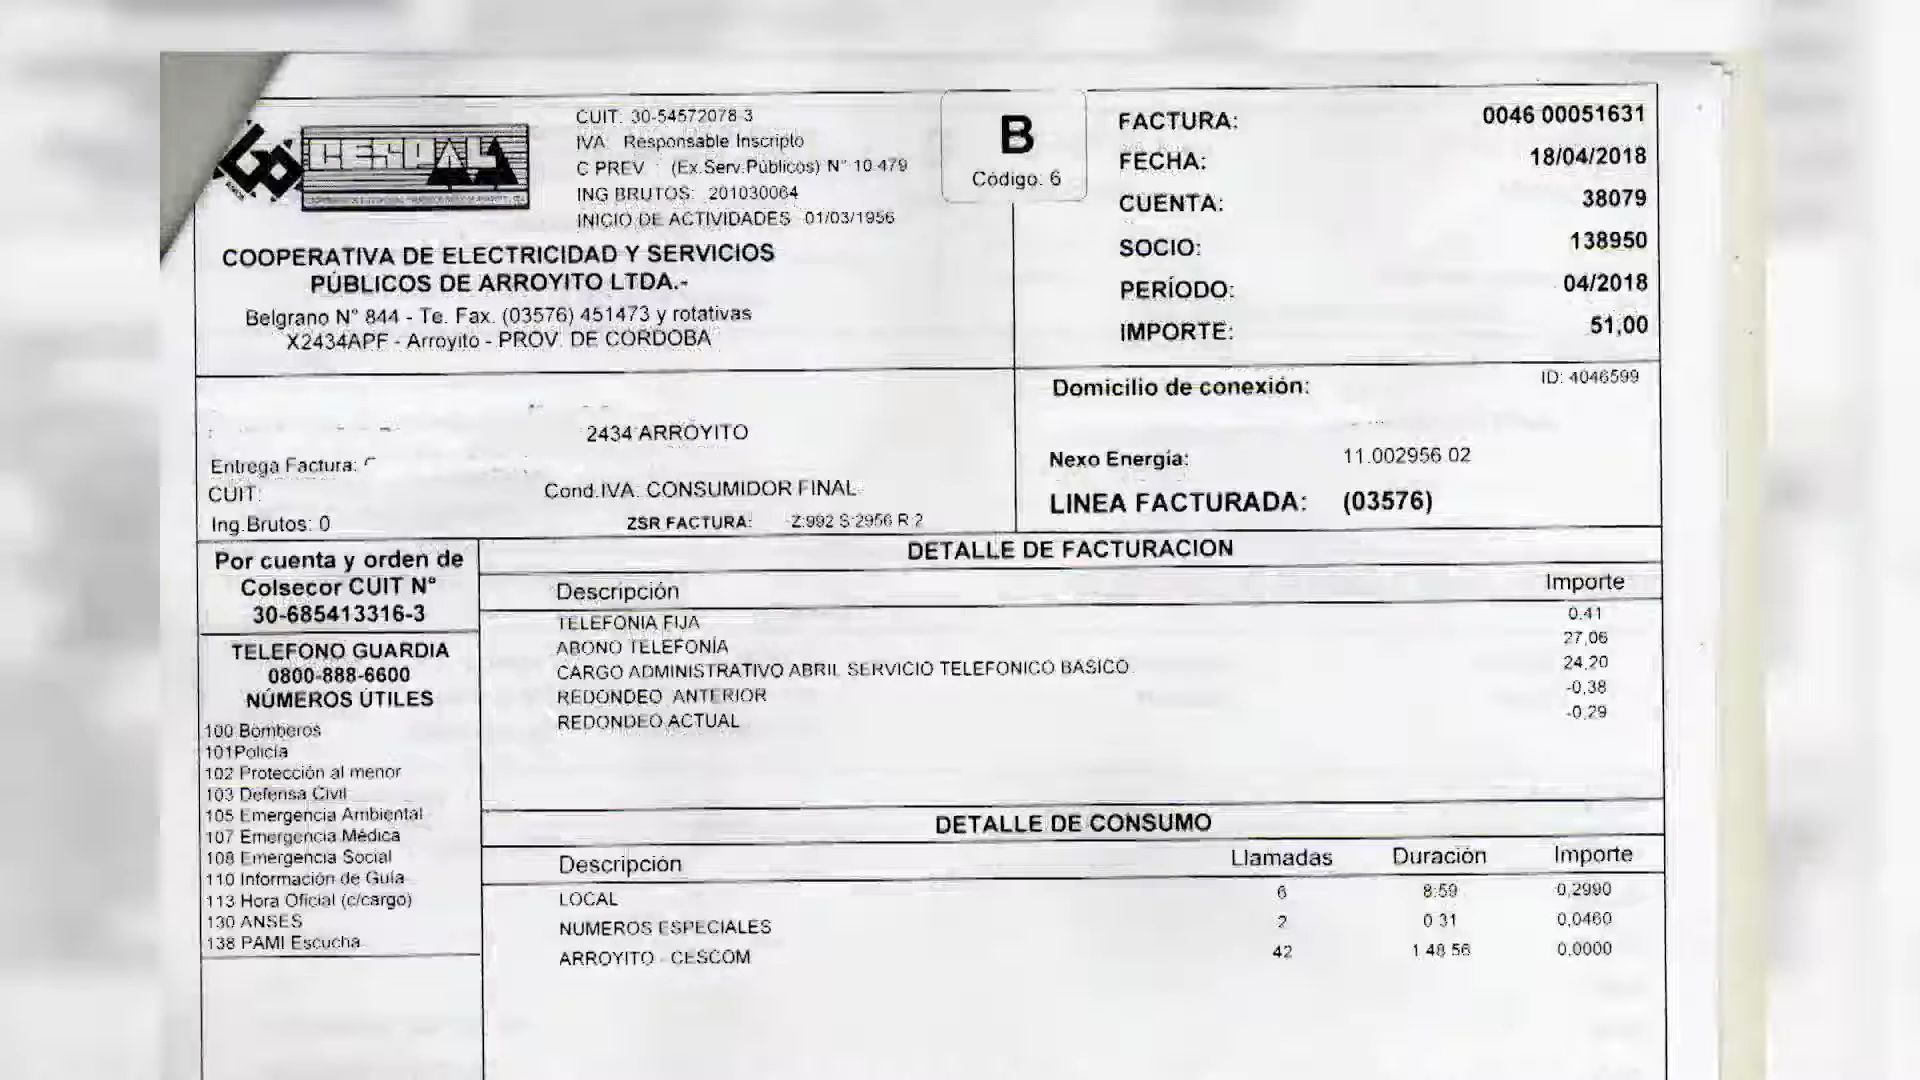 CESPAL
CUIT: 30-54572078-3
IVA: Responsable Inscripto
C PREV : (Ex.Serv.Públicos) N° 10.479
ING BRUTOS: 201030064
INICIO DE ACTIVIDADES 01/03/1956
COOPERATIVA DE ELECTRICIDAD Y SERVICIOS
PÚBLICOS DE ARROYITO LTDA.-
Belgrano N° 844 - Te. Fax. (03576) 451473 y rotativas
X2434APF - Arroyito - PROV. DE CORDOBA
B
Código. 6
FACTURA: 0046 00051631
FECHA: 18/04/2018
CUENTA: 38079
SOCIO: 138950
PERÍODO: 04/2018
IMPORTE: 51,00
2434 ARROYITO
Entrega Factura:
CUIT:
Cond.IVA: CONSUMIDOR FINAL
Ing.Brutos: 0
ZSR FACTURA: Z:992 S:2956 R:2
Domicilio de conexión: ID: 4046599
Nexo Energía: 11.002956 02
LINEA FACTURADA: (03576)
Por cuenta y orden de
Colsecor CUIT N°
30-685413316-3
TELEFONO GUARDIA
0800-888-6600
NÚMEROS ÚTILES
100 Bomberos
101Policía
102 Protección al menor
103 Defensa Civil
105 Emergencia Ambiental
107 Emergencia Médica
108 Emergencia Social
110 Información de Guía
113 Hora Oficial (c/cargo)
130 ANSES
138 PAMI Escucha
DETALLE DE FACTURACION
Descripción Importe
TELEFONIA FIJA 0.41
ABONO TELEFONÍA 27,06
CARGO ADMINISTRATIVO ABRIL SERVICIO TELEFONICO BASICO 24,20
REDONDEO ANTERIOR -0,38
REDONDEO ACTUAL -0,29
DETALLE DE CONSUMO
Descripción Llamadas Duración Importe
LOCAL 6 8:59 0,2990
NUMEROS ESPECIALES 2 0 31 0,0460
ARROYITO - CESCOM 42 1 48 56 0,0000